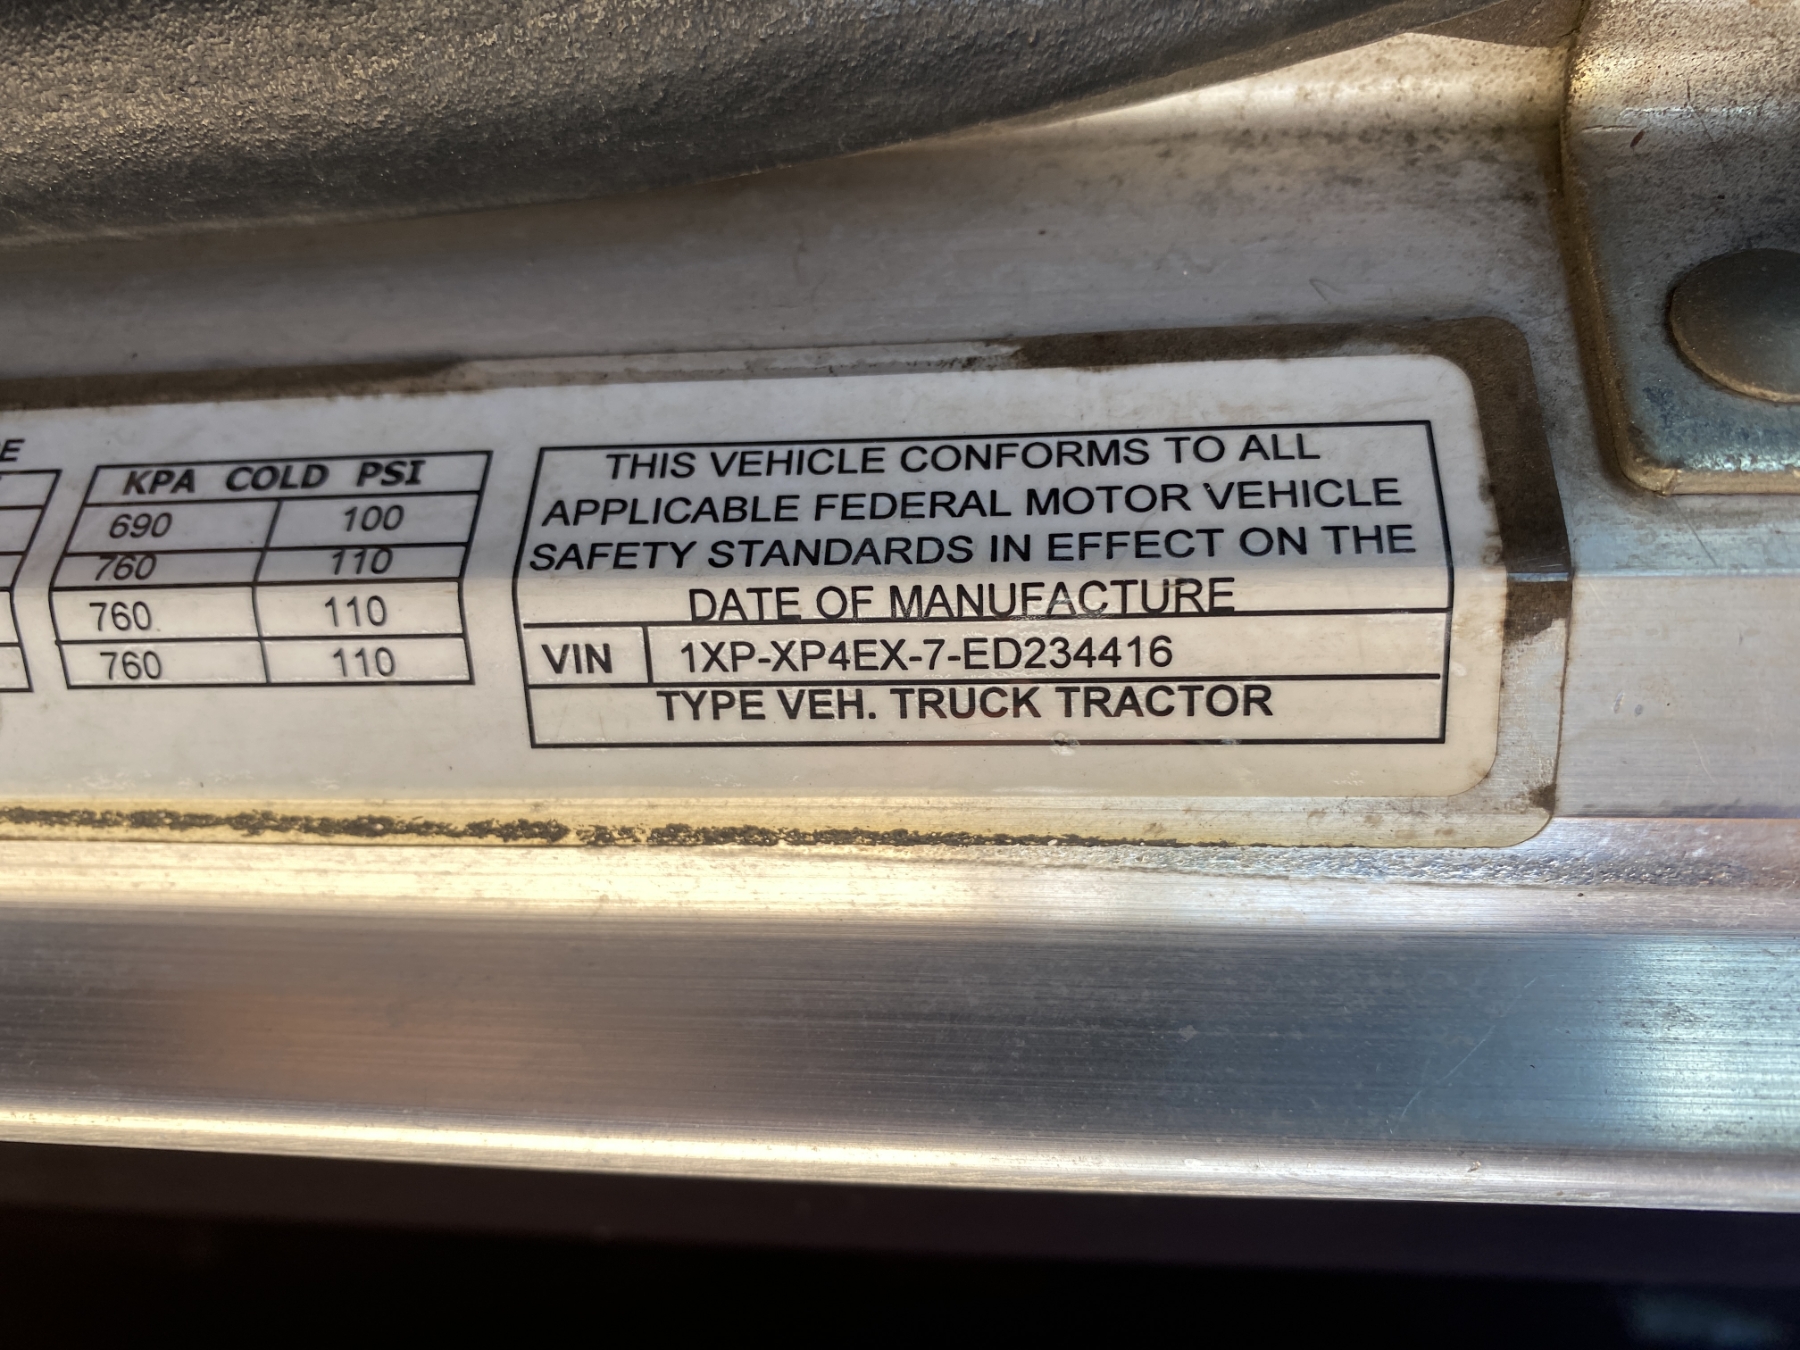 E
KPA COLD PSI
690 100
760 110
760 110
760 110
THIS VEHICLE CONFORMS TO ALL
APPLICABLE FEDERAL MOTOR VEHICLE
SAFETY STANDARDS IN EFFECT ON THE
DATE OF MANUFACTURE
VIN 1XP-XP4EX-7-ED234416
TYPE VEH. TRUCK TRACTOR